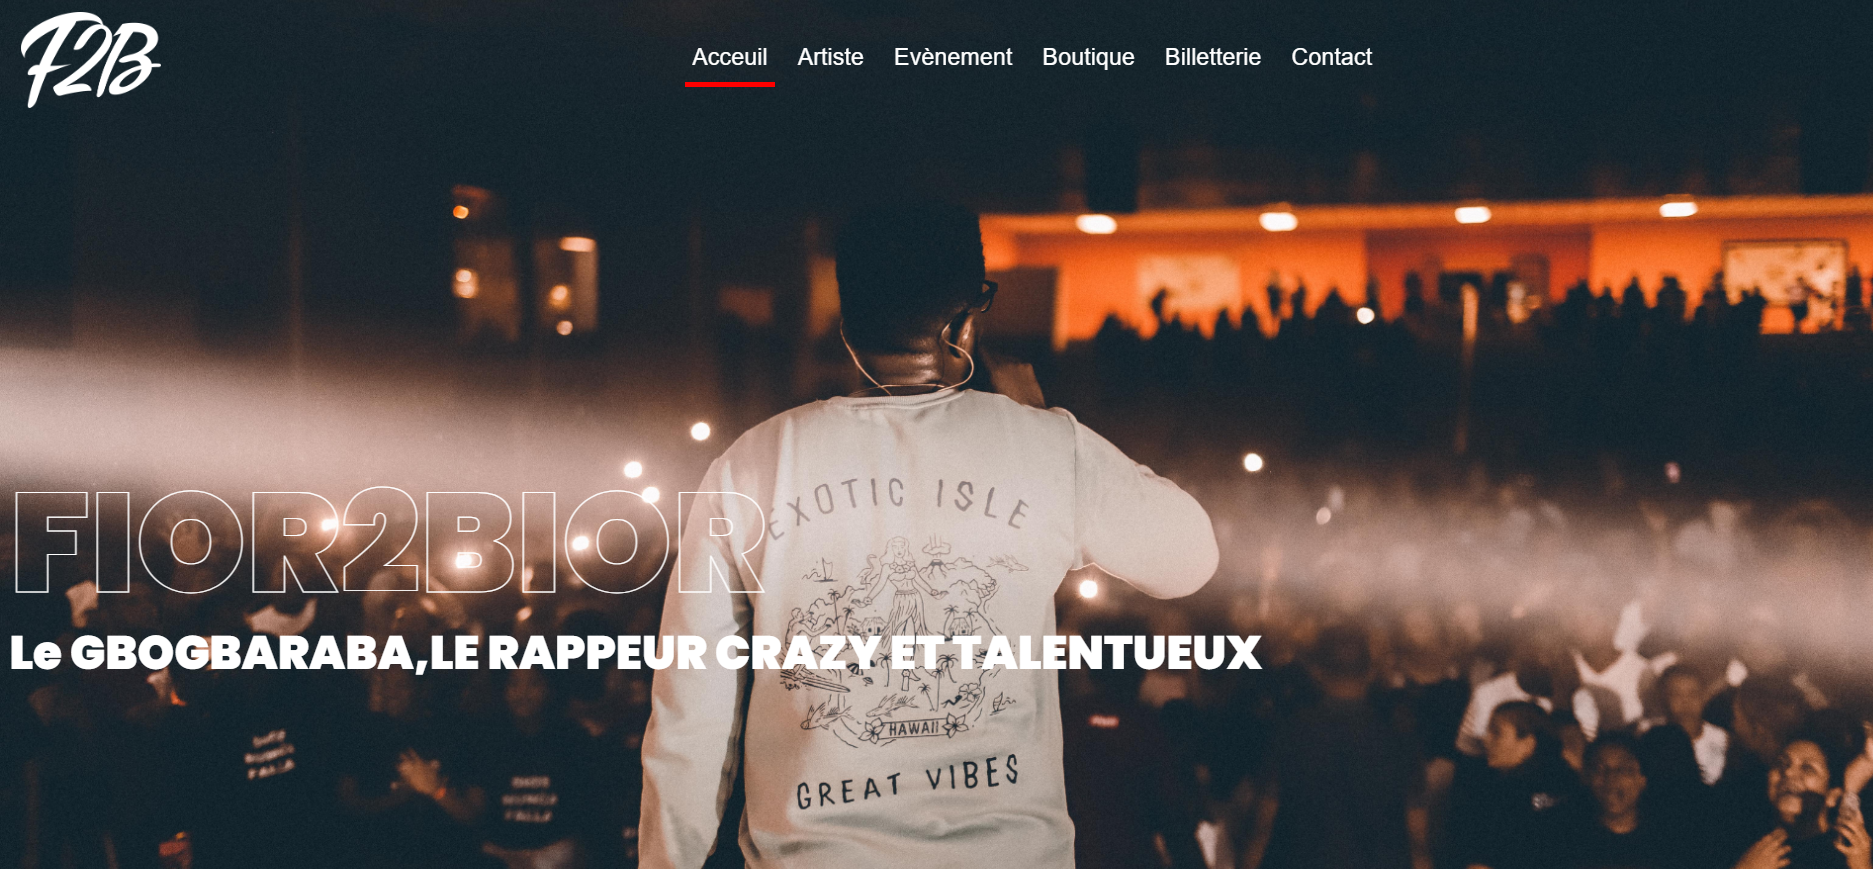 F2B
Acceuil Artiste Evènement Boutique Billetterie Contact
EXOTIC ISLE
FIOR2BIOR
Le GBOGBARABA,LE RAPPEUR CRAZY ET TALENTUEUX
HAWAII
GREAT VIBES